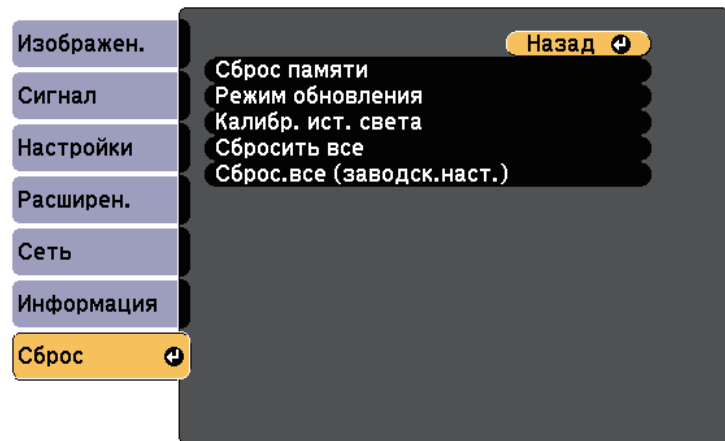 Изображен.
Сигнал
Настройки
Расширен.
Сеть
Информация
Сброс
Назад
Сброс памяти
Режим обновления
Калибр. ист. света
Сбросить все
Сброс.все (заводск.наст.)